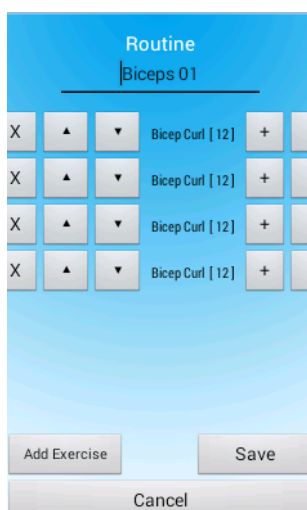 Routine
Biceps 01
X ▲ ▼ Bicep Curl [ 12 ] +
X ▲ ▼ Bicep Curl [ 12 ] +
X ▲ ▼ Bicep Curl [ 12 ] +
X ▲ ▼ Bicep Curl [ 12 ] +
Add Exercise Save
Cancel